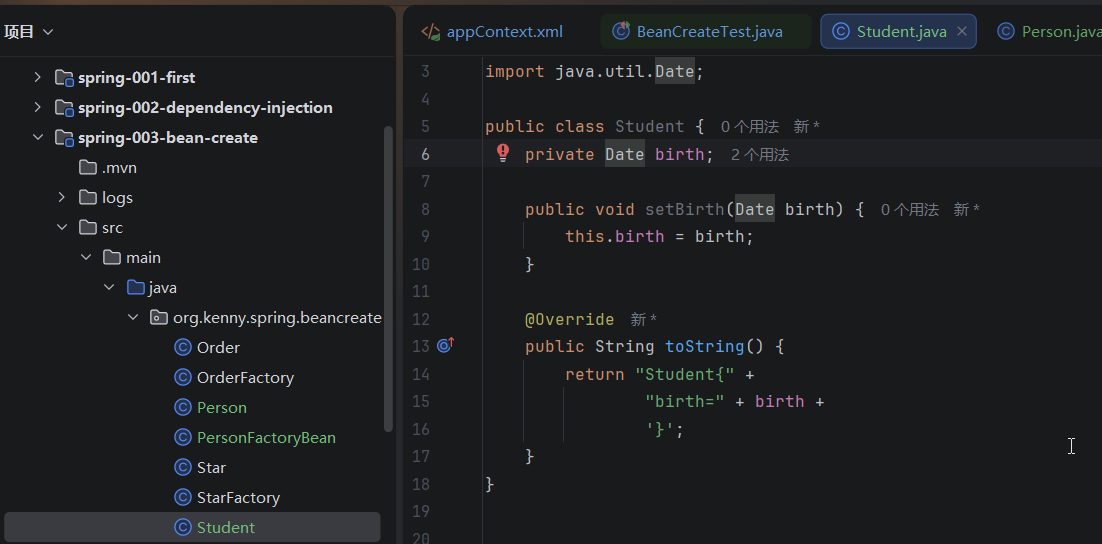 项目
spring-001-first
spring-002-dependency-injection
spring-003-bean-create
.mvn
logs
src
main
java
org.kenny.spring.beancreate
Order
OrderFactory
Person
PersonFactoryBean
Star
StarFactory
Student
appContext.xml BeanCreateTest.java Student.java Person.java
3 import java.util.Date;
4
5 public class Student { 0 个用法 新 *
6 private Date birth; 2 个用法
7
8 public void setBirth(Date birth) { 0 个用法 新 *
9 this.birth = birth;
10 }
11
12 @Override 新 *
13 public String toString() {
14 return "Student{" +
15 "birth=" + birth +
16 '}';
17 }
18 }
19
20